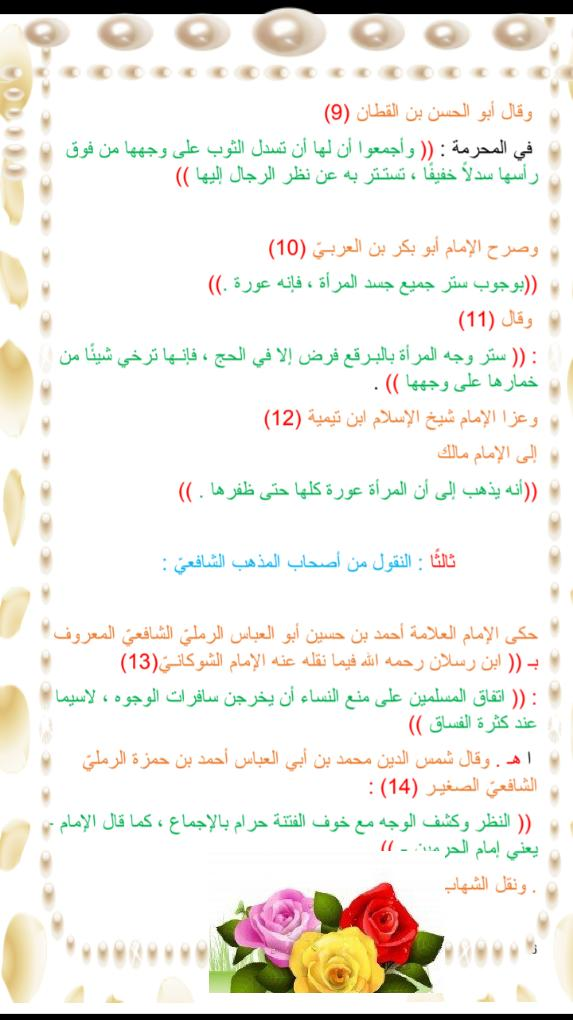 وقال أبو الحسن بن القطان (9)
في المحرمة : (( وأجمعوا أن لها أن تسدل الثوب على وجهها من فوق
رأسها سدلاً خفيفًا ، تستـتر به عن نظر الرجال إليها ))
وصرح الإمام أبو بكر بن العربـيّ (10)
((بوجوب ستر جميع جسد المرأة ، فإنه عورة .))
وقال (11)
: (( ستر وجه المرأة بالبـرقع فرض إلا في الحج ، فإنـها ترخي شيئًا من
خمارها على وجهها )) .
وعزا الإمام شيخ الإسلام ابن تيمية (12)
إلى الإمام مالك
((أنه يذهب إلى أن المرأة عورة كلها حتى ظفرها . ))
ثالثًا : النقول من أصحاب المذهب الشافعيّ :
حكى الإمام العلامة أحمد بن حسين أبو العباس الرمليّ الشافعيّ المعروف
بـ (( ابن رسلان رحمه الله فيما نقله عنه الإمام الشوكانـيّ(13)
: (( اتفاق المسلمين على منع النساء أن يخرجن سافرات الوجوه ، لاسيما
عند كثرة الفساق ))
ا هـ . وقال شمس الدين محمد بن أبي العباس أحمد بن حمزة الرمليّ
الشافعيّ الصغيـر (14) :
(( النظر وكشف الوجه مع خوف الفتنة حرام بالإجماع ، كما قال الإمام -
يعني إمام الحرمين - ))
. ونقل الشهاب